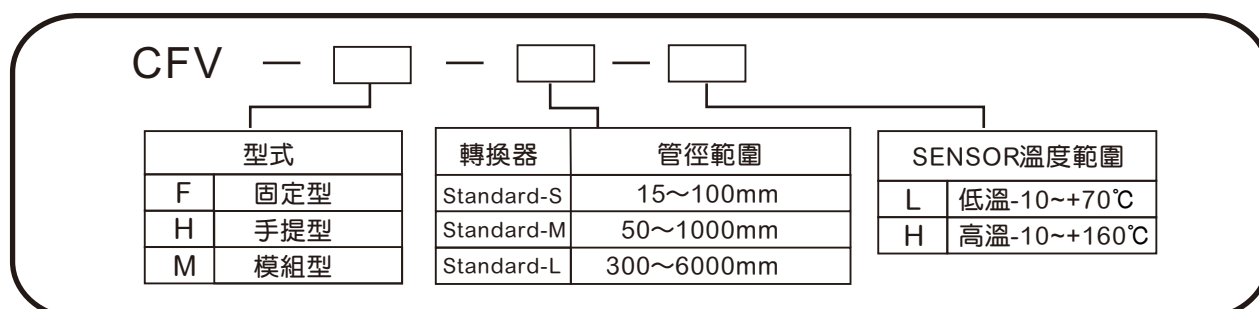 CFV — —  —
型式
F 固定型
H 手提型
M 模組型
轉換器 管徑範圍
Standard-S 15～100mm
Standard-M 50～1000mm
Standard-L 300～6000mm
SENSOR溫度範圍
L 低溫-10~+70℃
H 高溫-10~+160℃